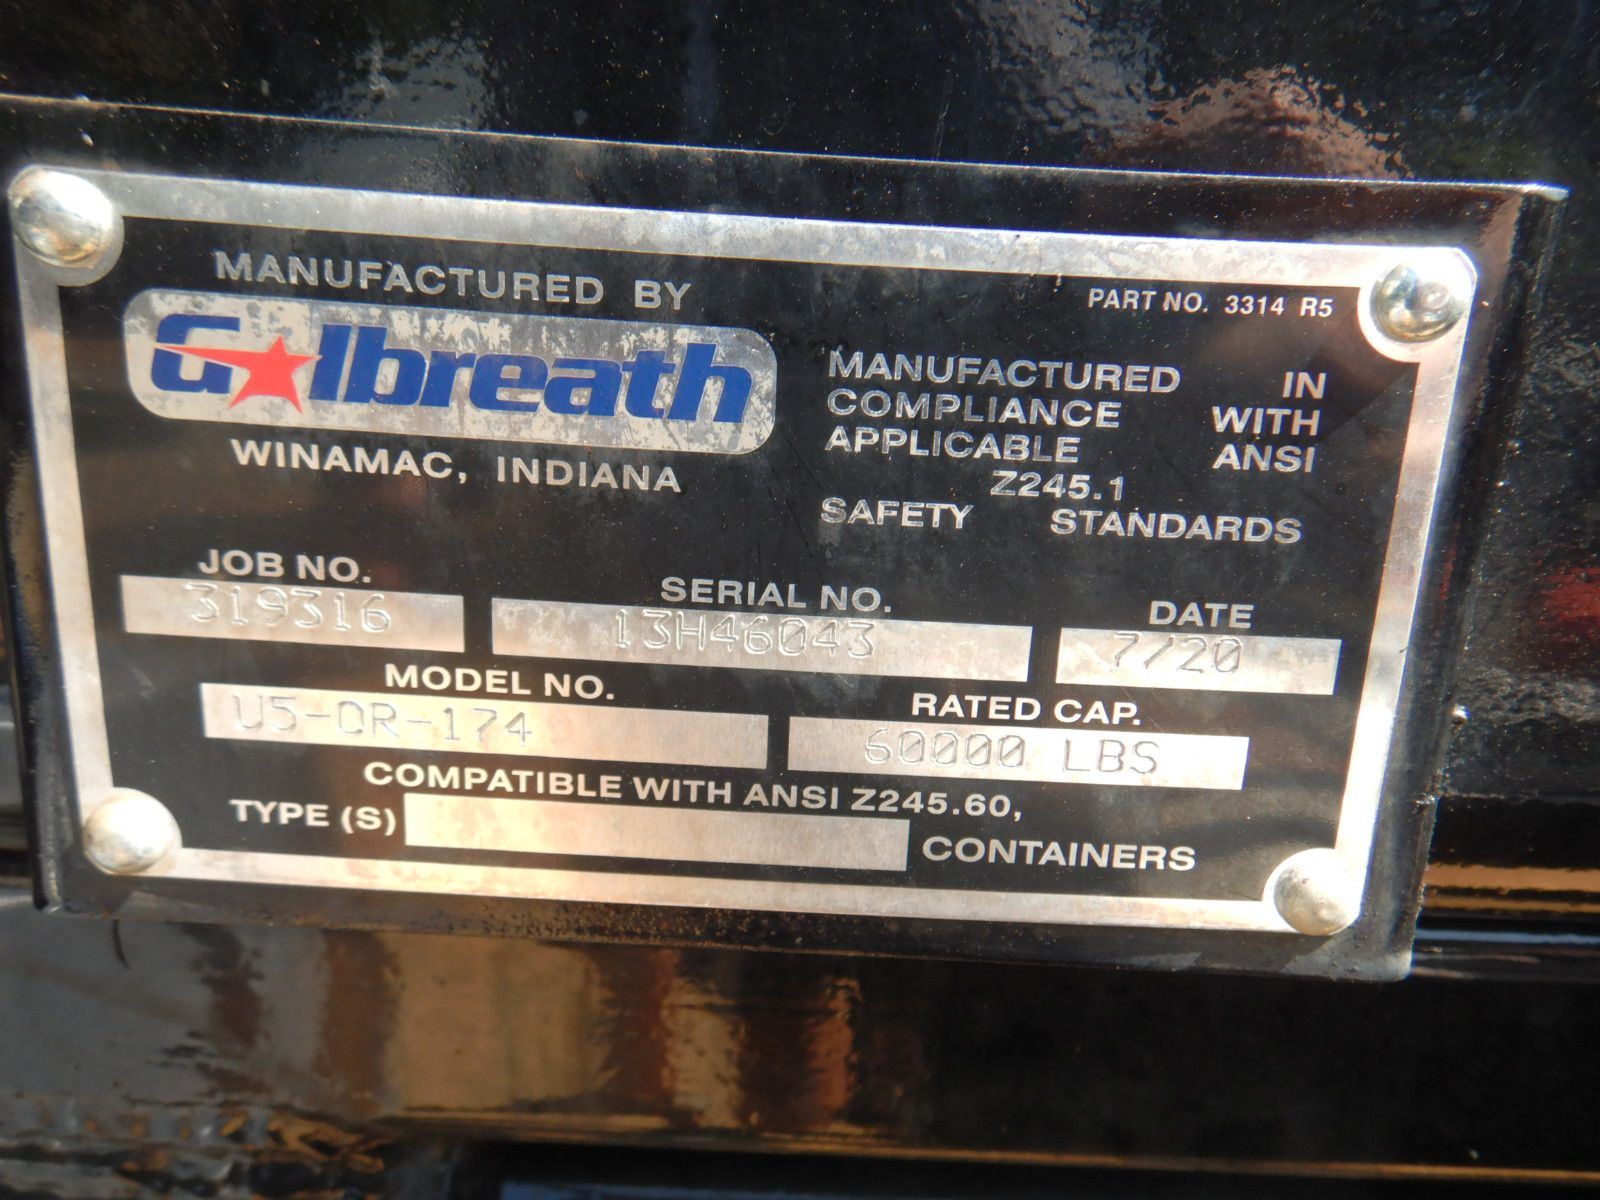 MANUFACTURED BY
Galbreath
WINAMAC, INDIANA
PART NO. 3314 R5
MANUFACTURED IN
COMPLIANCE WITH
APPLICABLE ANSI
Z245.1
SAFETY STANDARDS
JOB NO.
319316
SERIAL NO.
13H46043
DATE
7/20
MODEL NO.
U5-OR-174
RATED CAP.
60000 LBS
COMPATIBLE WITH ANSI Z245.60,
TYPE (S) CONTAINERS